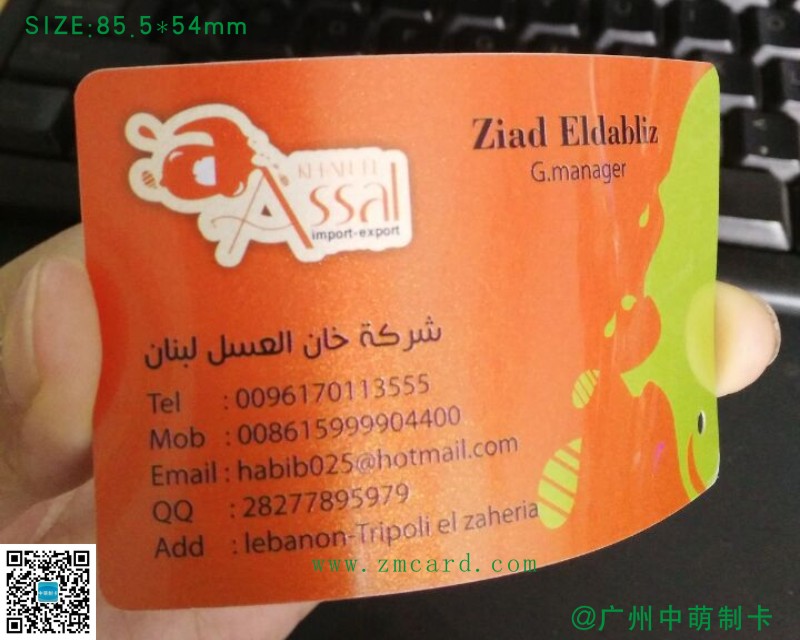 SIZE:85.5*54mm
KHAN EL
Assal
import-export
Ziad Eldabliz
G.manager
شركة خان العسل لبنان
Tel : 0096170113555
Mob : 008615999904400
Email : habib025@hotmail.com
QQ : 28277895979
Add : lebanon-Tripoli el zaheria
www.zmcard.com
@广州中萌制卡